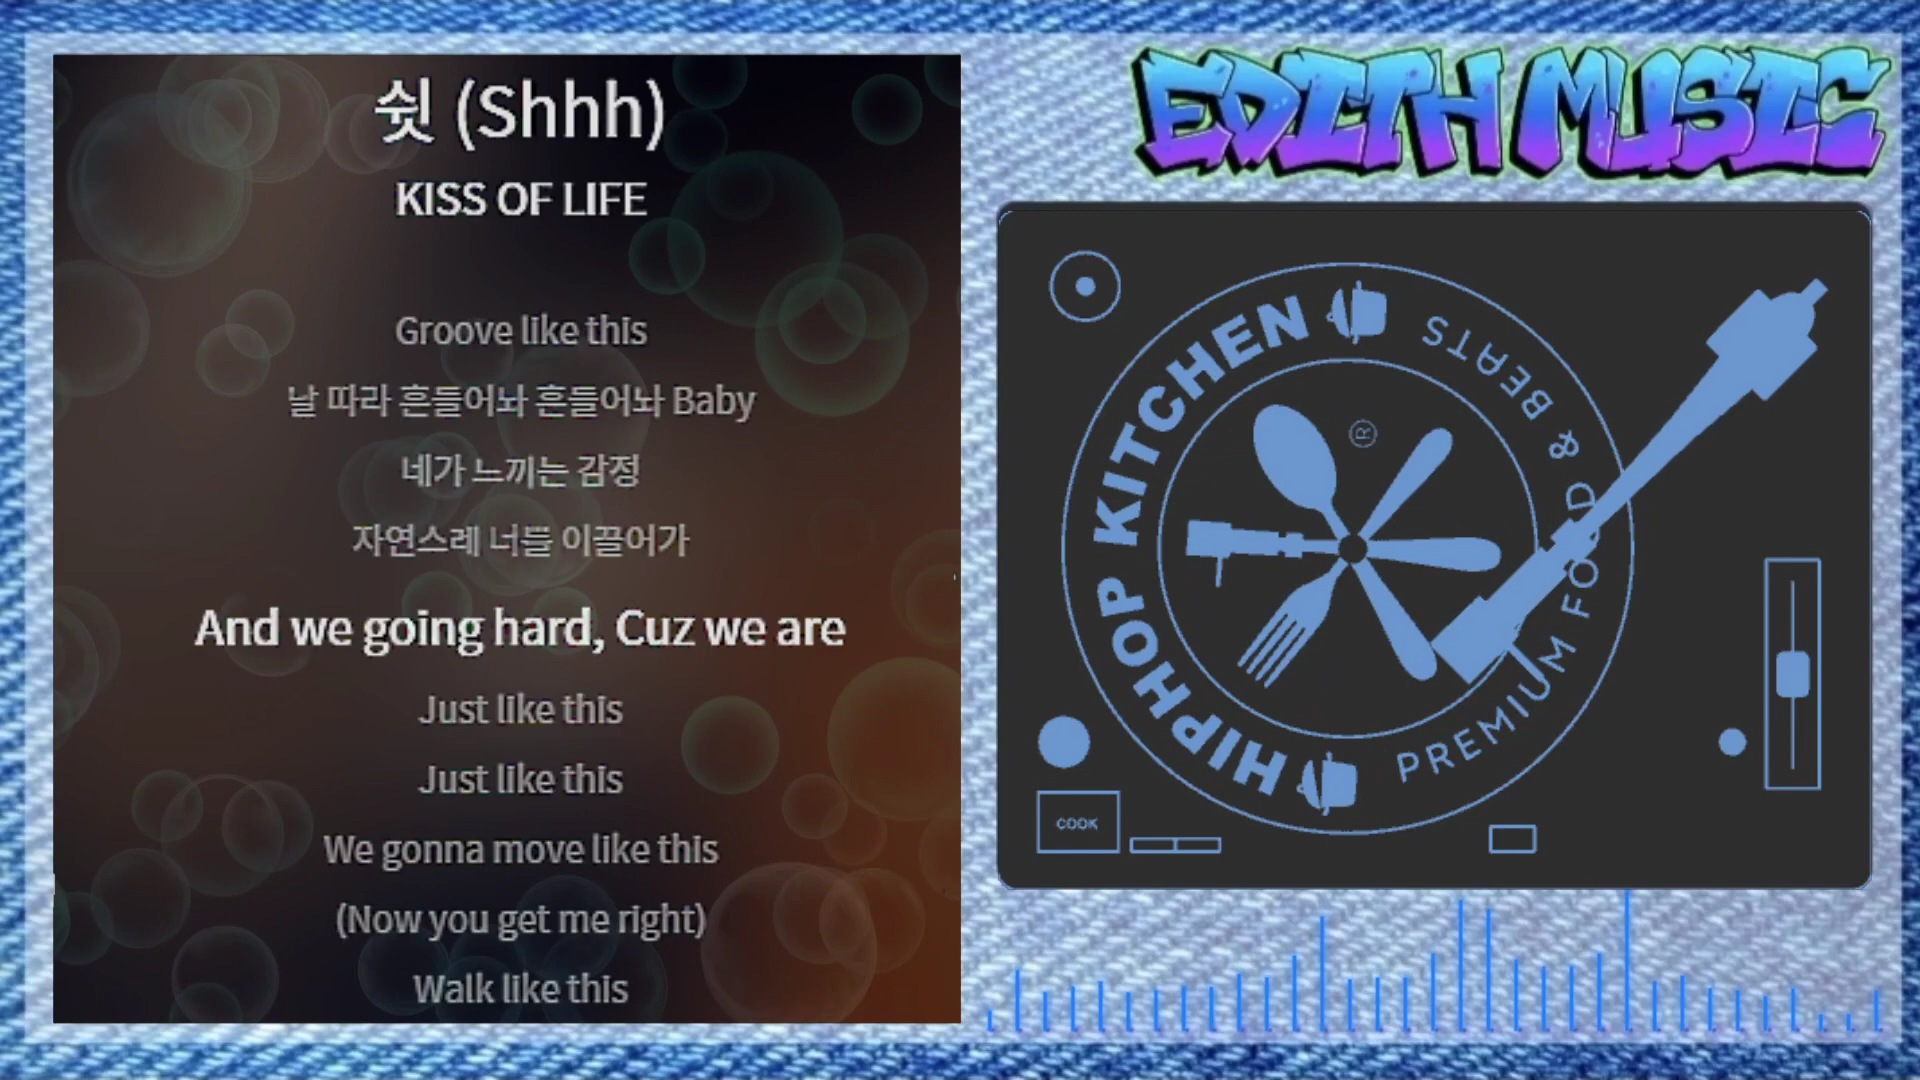 쉿 (Shhh)
KISS OF LIFE
Groove like this
날 따라 흔들어놔 흔들어놔 Baby
네가 느끼는 감정
자연스레 너를 이끌어가
And we going hard, Cuz we are
Just like this
Just like this
We gonna move like this
(Now you get me right)
Walk like this
EDITH MUSIC
HIPHOP KITCHEN
PREMIUM FOOD & BEATS
®
COOK